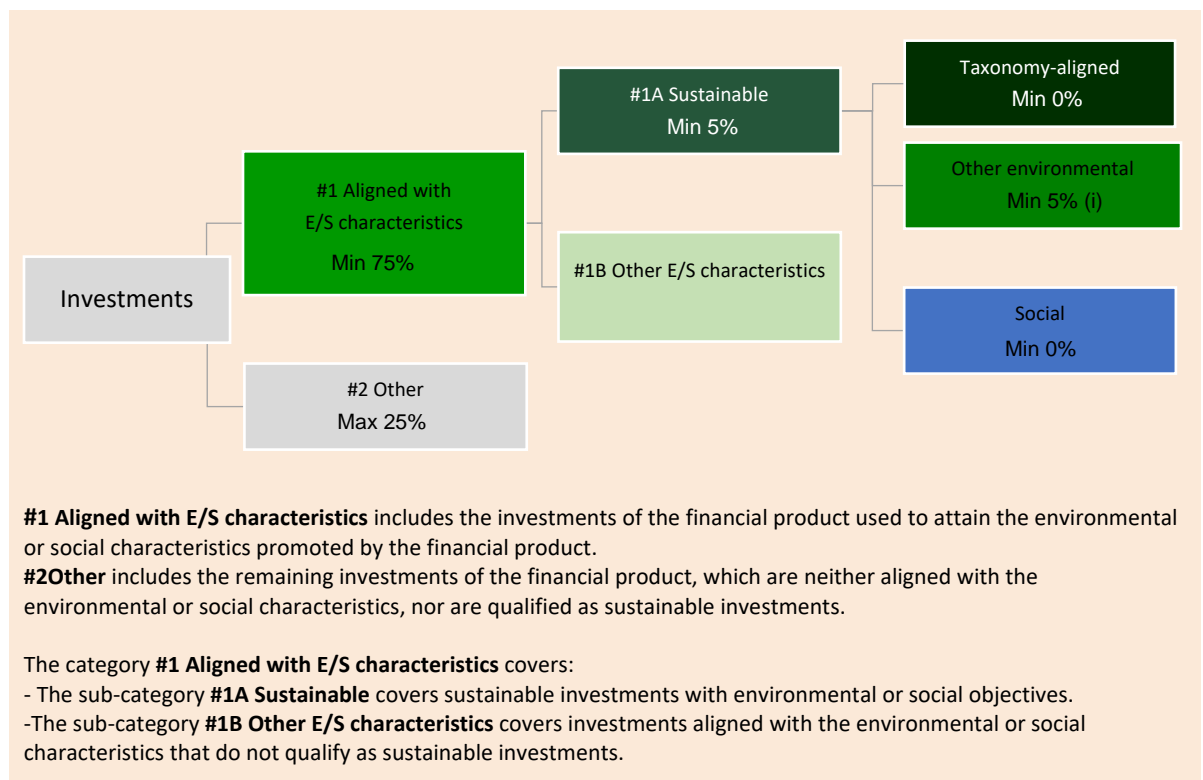 Investments
#1 Aligned with
E/S characteristics
Min 75%
#2 Other
Max 25%
#1A Sustainable
Min 5%
#1B Other E/S characteristics
Taxonomy-aligned
Min 0%
Other environmental
Min 5% (i)
Social
Min 0%
#1 Aligned with E/S characteristics includes the investments of the financial product used to attain the environmental
or social characteristics promoted by the financial product.
#2Other includes the remaining investments of the financial product, which are neither aligned with the
environmental or social characteristics, nor are qualified as sustainable investments.
The category #1 Aligned with E/S characteristics covers:
- The sub-category #1A Sustainable covers sustainable investments with environmental or social objectives.
-The sub-category #1B Other E/S characteristics covers investments aligned with the environmental or social
characteristics that do not qualify as sustainable investments.